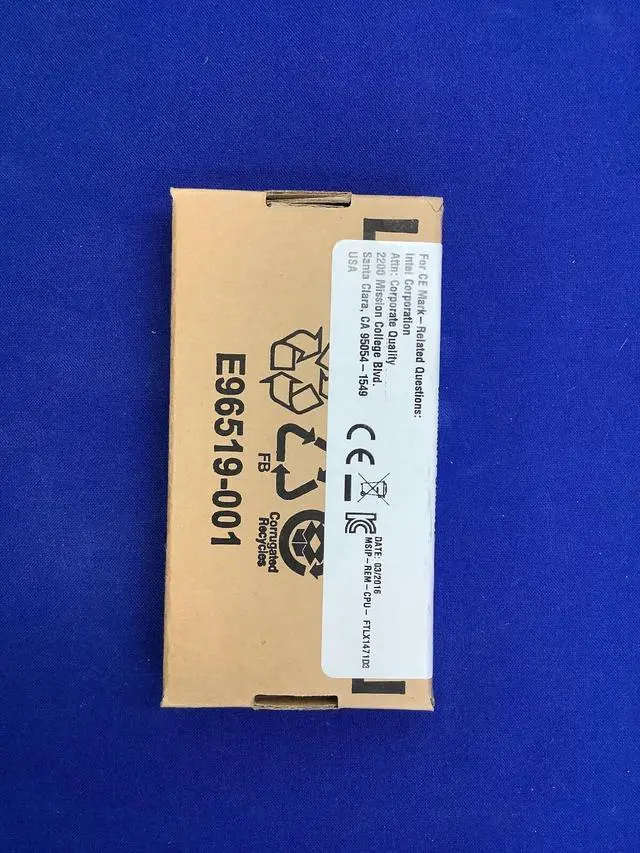 For CE Mark – Related Questions:
Intel Corporation
Attn: Corporate Quality
2200 Mission College Blvd.
Santa Clara, CA 95054 – 1549
USA
CE
DATE: 03/2016
MSIP – REM – CPU – FTLX1471D3
FB
Corrugated
Recycles
E96519-001